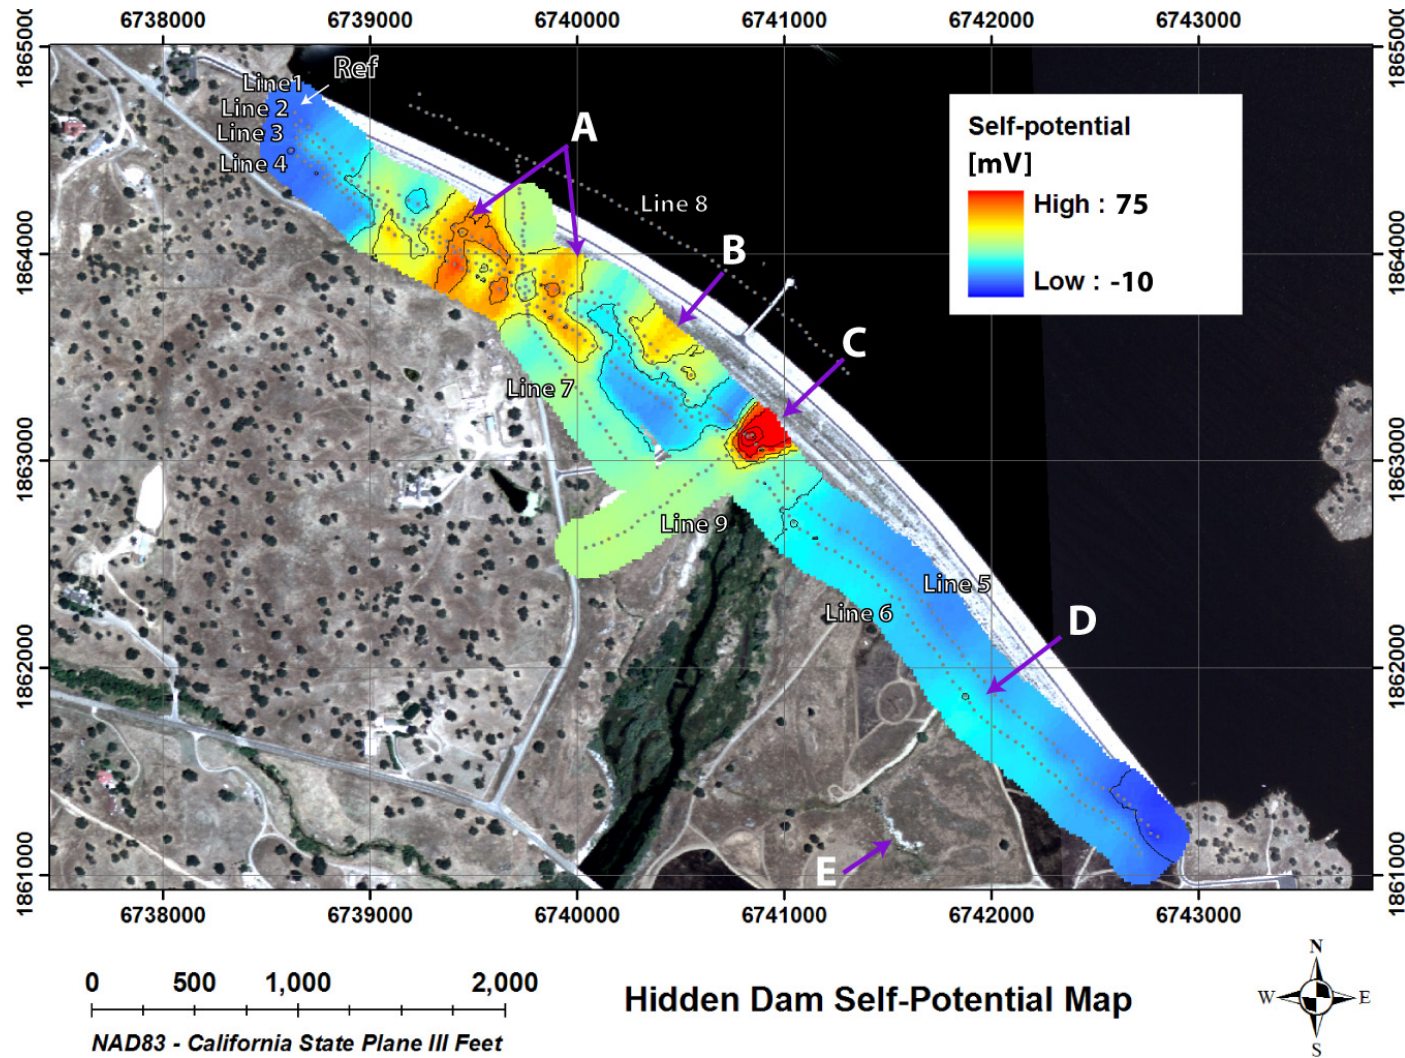 6738000 6739000 6740000 6741000 6742000 6743000
1865000 1865000
Ref
Line1
Line 2
Line 3
Line 4
A
Self-potential
[mV]
High : 75
Low : -10
Line 8
1864000 1864000
B
C
Line 7
1863000 1863000
Line 9
Line 5
Line 6
D
1862000 1862000
E
1861000 1861000
6738000 6739000 6740000 6741000 6742000 6743000
0 500 1,000 2,000
NAD83 - California State Plane III Feet
Hidden Dam Self-Potential Map
N
W E
S